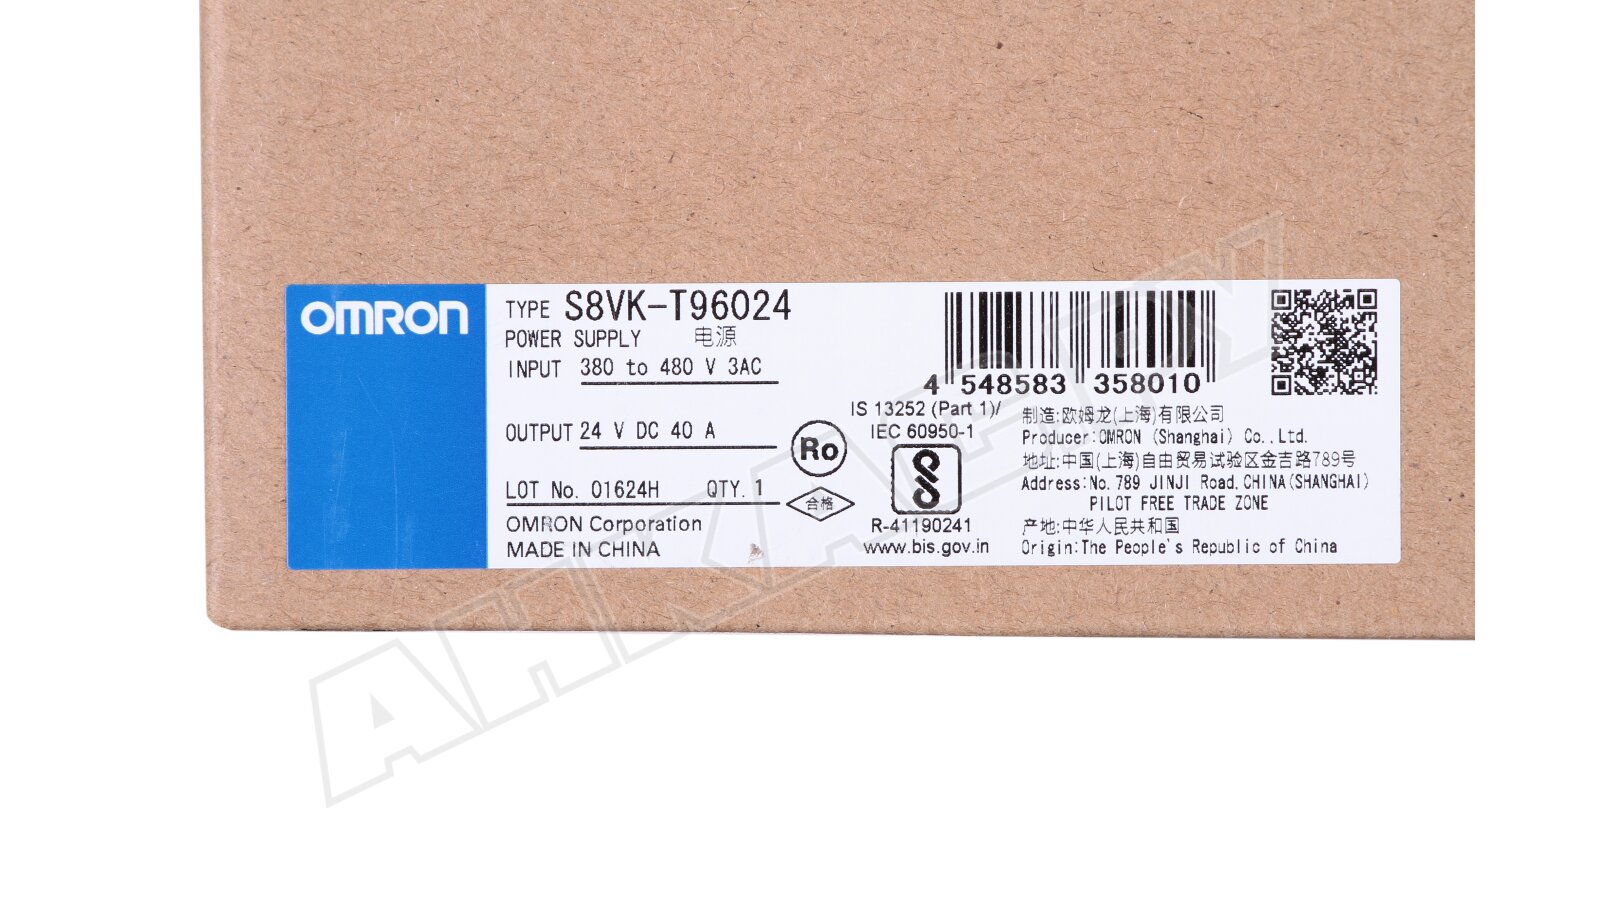 OMRON
TYPE S8VK-T96024
POWER SUPPLY 电源
INPUT 380 to 480 V 3AC
OUTPUT 24 V DC 40 A
LOT No. 01624H QTY. 1
OMRON Corporation
MADE IN CHINA
Ro
合格
4 548583 358010
IS 13252 (Part 1)/
IEC 60950-1
R-41190241
www.bis.gov.in
制造:欧姆龙(上海)有限公司
Producer:OMRON (Shanghai) Co.,Ltd.
地址:中国(上海)自由贸易试验区金吉路789号
Address:No.789 JINJI Road.CHINA(SHANGHAI)
PILOT FREE TRADE ZONE
产地:中华人民共和国
Origin:The People's Republic of China